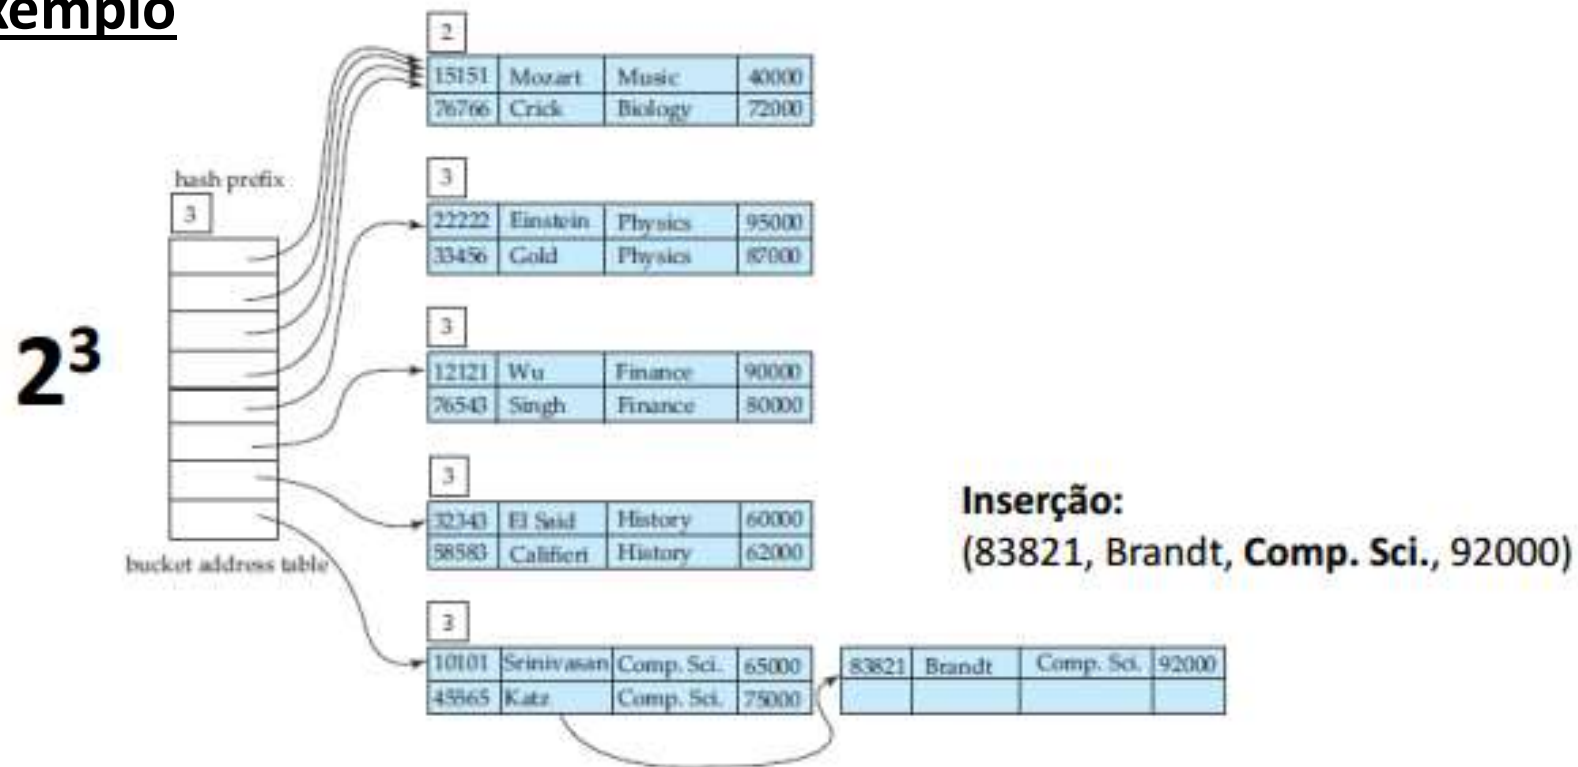 xemplo
2
15151 Mozart Music 40000
76766 Crick Biology 72000
hash prefix
3
3
22222 Einstein Physics 95000
33456 Gold Physics 87000
2³
3
12121 Wu Finance 90000
76543 Singh Finance 80000
3
32343 El Said History 60000
58583 Califieri History 62000
bucket address table
Inserção:
(83821, Brandt, Comp. Sci., 92000)
3
10101 Srinivasan Comp. Sci. 65000
45565 Katz Comp. Sci. 75000
83821 Brandt Comp. Sci. 92000